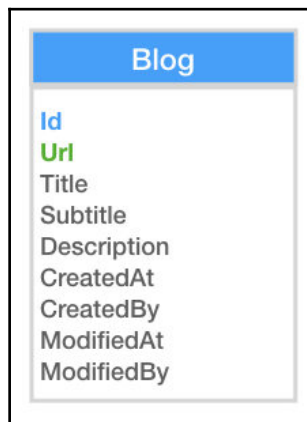 Blog
Id
Url
Title
Subtitle
Description
CreatedAt
CreatedBy
ModifiedAt
ModifiedBy